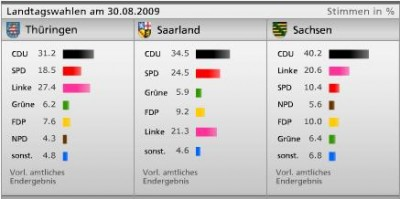 Landtagswahlen am 30.08.2009 Stimmen in %
Thüringen
CDU 31.2
SPD 18.5
Linke 27.4
Grüne 6.2
FDP 7.6
NPD 4.3
sonst. 4.8
Vorl. amtliches
Endergebnis
Saarland
CDU 34.5
SPD 24.5
Grüne 5.9
FDP 9.2
Linke 21.3
sonst. 4.6
Vorl. amtliches
Endergebnis
Sachsen
CDU 40.2
Linke 20.6
SPD 10.4
NPD 5.6
FDP 10.0
Grüne 6.4
sonst. 6.8
Vorl. amtliches
Endergebnis